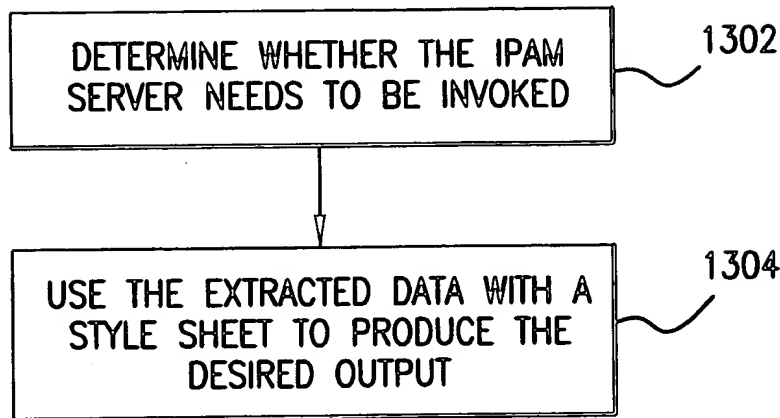 DETERMINE WHETHER THE IPAM
SERVER NEEDS TO BE INVOKED
1302
USE THE EXTRACTED DATA WITH A
STYLE SHEET TO PRODUCE THE
DESIRED OUTPUT
1304